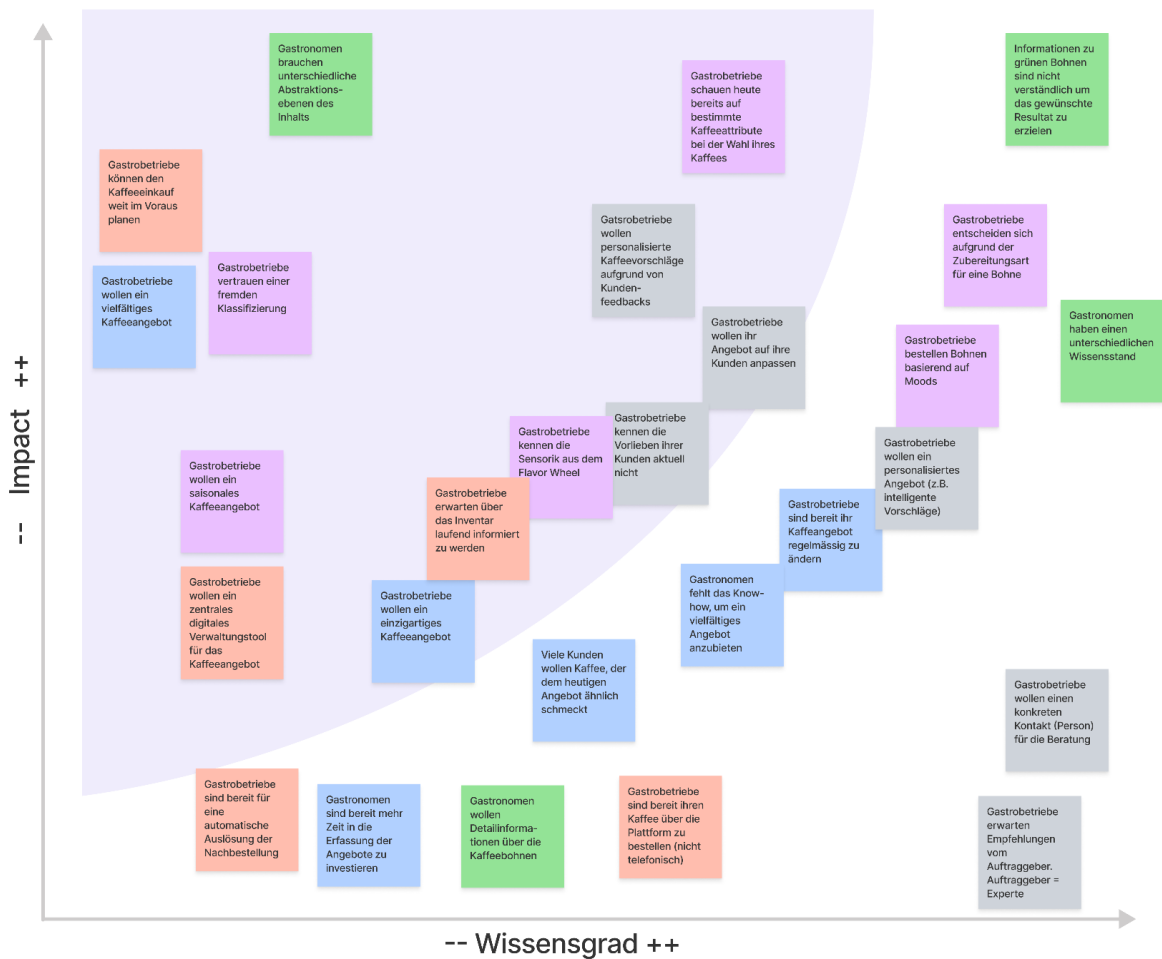 Gastronomen
brauchen
unterschiedliche
Abstraktions-
ebenen des
Inhalts
Informationen zu
grünen Bohnen
sind nicht
verständlich um
das gewünschte
Resultat zu
erzielen
Gastrobetriebe
schauen heute
bereits auf
bestimmte
Kaffeeattribute
bei der Wahl ihres
Kaffees
Gastrobetriebe
können den
Kaffeeeinkauf
weit im Voraus
planen
Gatsrobetriebe
wollen
personalisierte
Kaffeevorschläge
aufgrund von
Kunden-
feedbacks
Gastrobetriebe
entscheiden sich
aufgrund der
Zubereitungsart
für eine Bohne
Gastrobetriebe
wollen ein
vielfältiges
Kaffeeangebot
Gastrobetriebe
vertrauen einer
fremden
Klassifizierung
Gastrobetriebe
wollen ihr
Angebot auf ihre
Kunden anpassen
Gastrobetriebe
bestellen Bohnen
basierend auf
Moods
Gastronomen
haben einen
unterschiedlichen
Wissensstand
Gastrobetriebe
kennen die
Sensorik aus dem
Flavor Wheel
Gastrobetriebe
kennen die
Vorlieben ihrer
Kunden aktuell
nicht
Gastrobetriebe
wollen ein
personalisiertes
Angebot (z.B.
intelligente
Vorschläge)
Gastrobetriebe
wollen ein
saisonales
Kaffeeangebot
Gastrobetriebe
erwarten über
das Inventar
laufend informiert
zu werden
Gastrobetriebe
sind bereit ihr
Kaffeangebot
regelmässig zu
ändern
Gastrobetriebe
wollen ein
zentrales
digitales
Verwaltungstool
für das
Kaffeeangebot
Gastrobetriebe
wollen ein
einzigartiges
Kaffeeangebot
Gastronomen
fehlt das Know-
how, um ein
vielfältiges
Angebot
anzubieten
Viele Kunden
wollen Kaffee, der
dem heutigen
Angebot ähnlich
schmeckt
Gastrobetriebe
wollen einen
konkreten
Kontakt (Person)
für die Beratung
Gastrobetriebe
sind bereit für
eine
automatische
Auslösung der
Nachbestellung
Gastronomen
sind bereit mehr
Zeit in die
Erfassung der
Angebote zu
investieren
Gastronomen
wollen
Detailinforma-
tionen über die
Kaffeebohnen
Gastrobetriebe
sind bereit ihren
Kaffee über die
Plattform zu
bestellen (nicht
telefonisch)
Gastrobetriebe
erwarten
Empfehlungen
vom
Auftraggeber.
Auftraggeber =
Experte
-- Impact ++
-- Wissensgrad ++